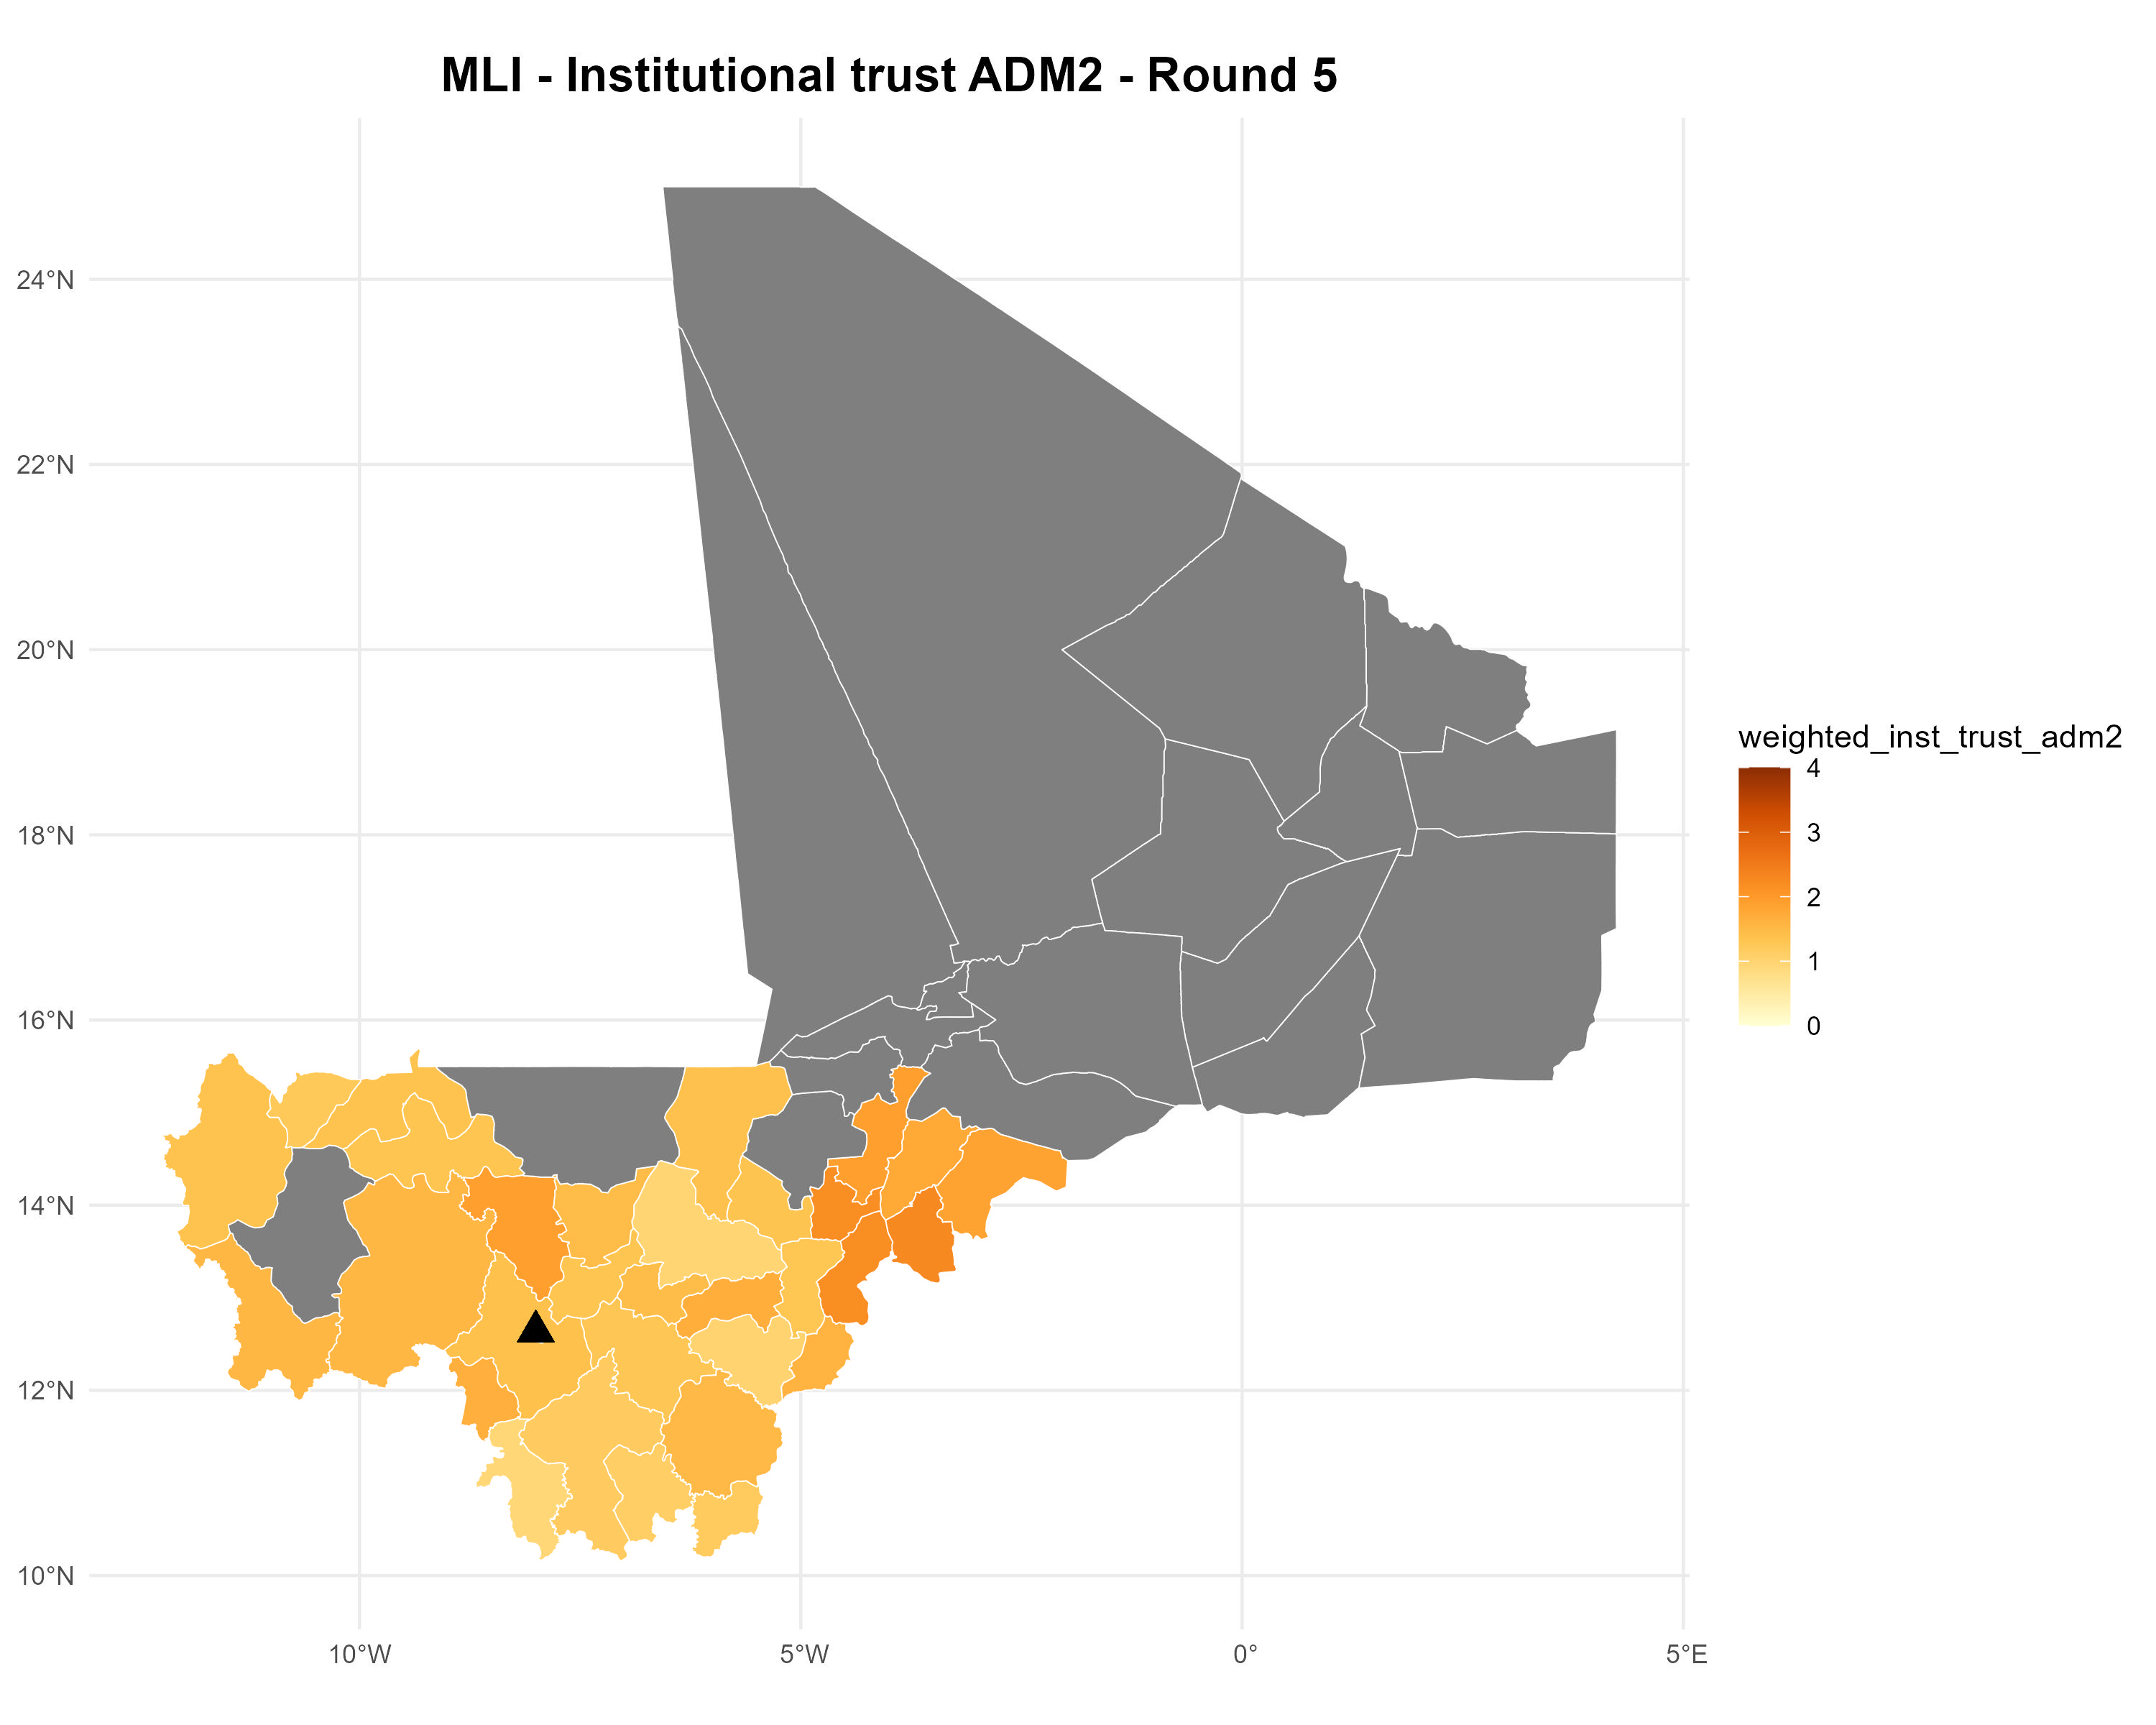 MLI - Institutional trust ADM2 - Round 5
24°N
22°N
20°N
18°N
16°N
14°N
12°N
10°N
10°W
5°W
0°
5°E
weighted_inst_trust_adm2
4
3
2
1
0